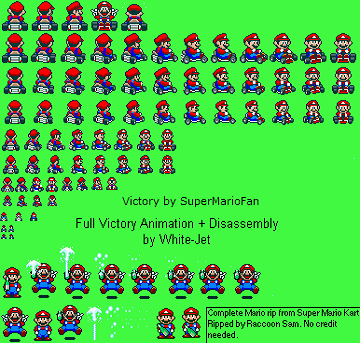 Victory by SuperMarioFan
Full Victory Animation + Disassembly
by White-Jet
Complete Mario rip from Super Mario Kart
Ripped by Raccoon Sam. No credit
needed.